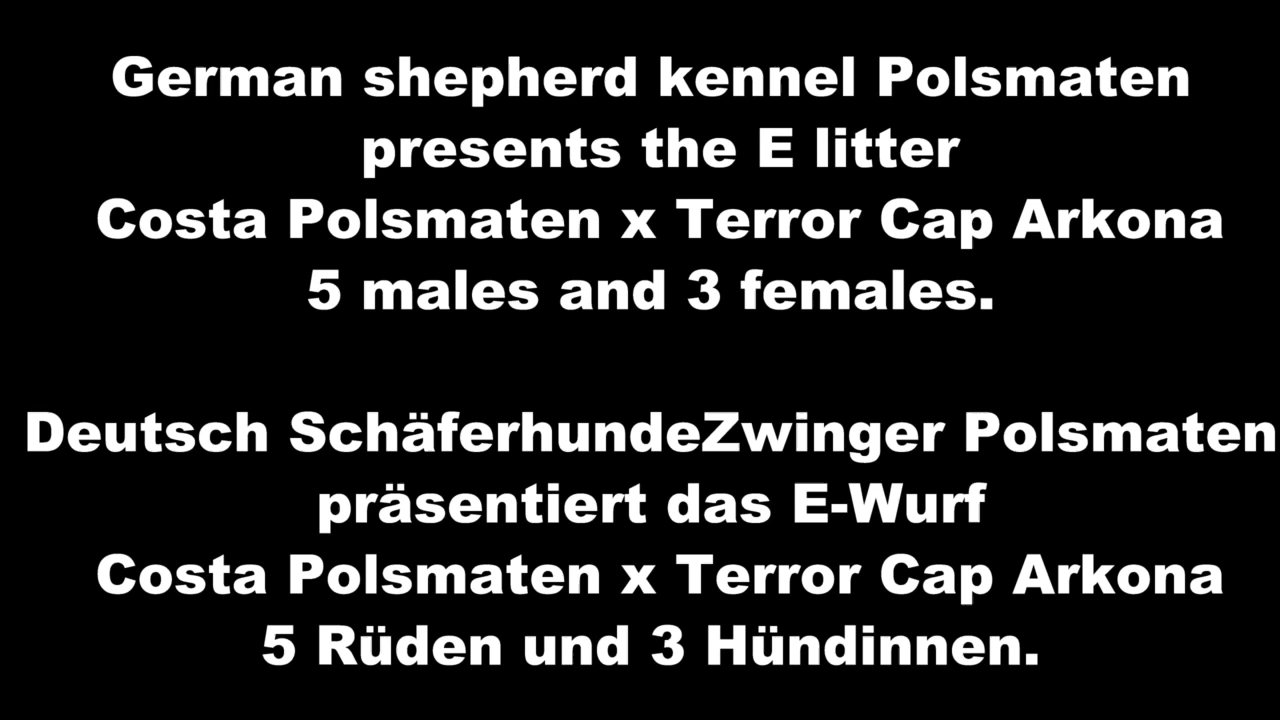 German shepherd kennel Polsmaten
presents the E litter
Costa Polsmaten x Terror Cap Arkona
5 males and 3 females.
Deutsch SchäferhundeZwinger Polsmaten
präsentiert das E-Wurf
Costa Polsmaten x Terror Cap Arkona
5 Rüden und 3 Hündinnen.